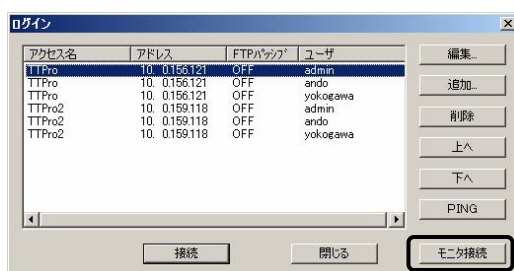 ログイン
アクセス名 アドレス FTPパッシブ ユーザ
TTPro 10. 0.156.121 OFF admin
TTPro 10. 0.156.121 OFF ando
TTPro 10. 0.156.121 OFF yokogawa
TTPro2 10. 0.159.118 OFF admin
TTPro2 10. 0.159.118 OFF ando
TTPro2 10. 0.159.118 OFF yokogawa
編集...
追加...
削除
上へ
下へ
PING
接続 閉じる モニタ接続